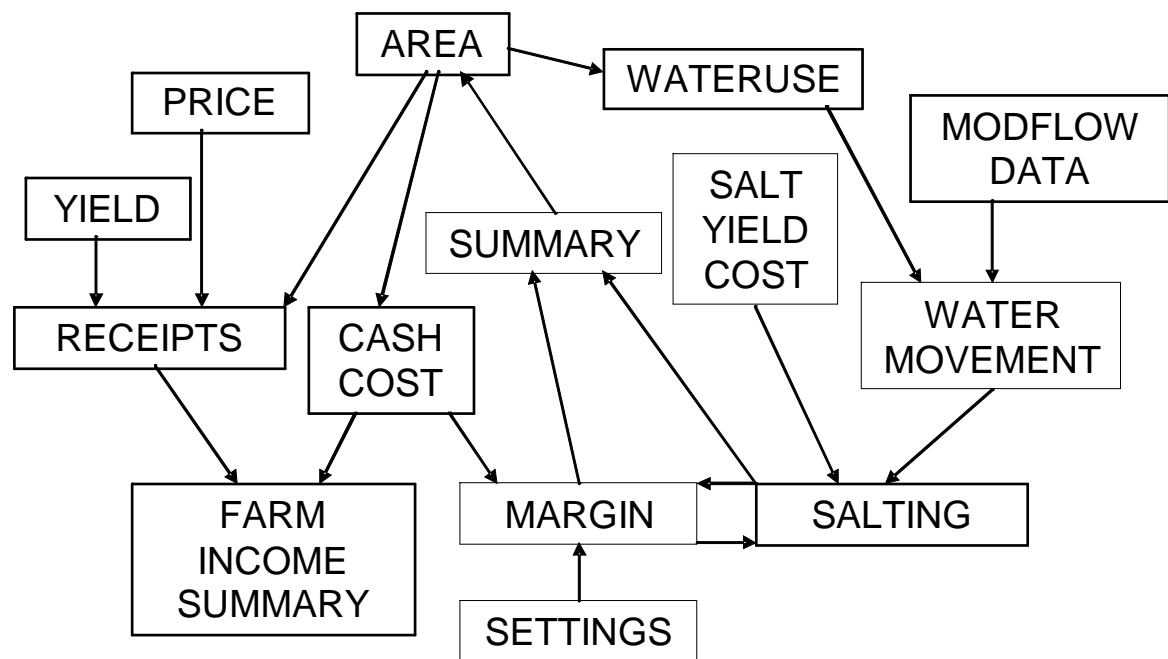 AREA
WATERUSE
PRICE
MODFLOW
DATA
YIELD
SALT
YIELD
COST
SUMMARY
RECEIPTS
CASH
COST
WATER
MOVEMENT
FARM
INCOME
SUMMARY
MARGIN
SALTING
SETTINGS